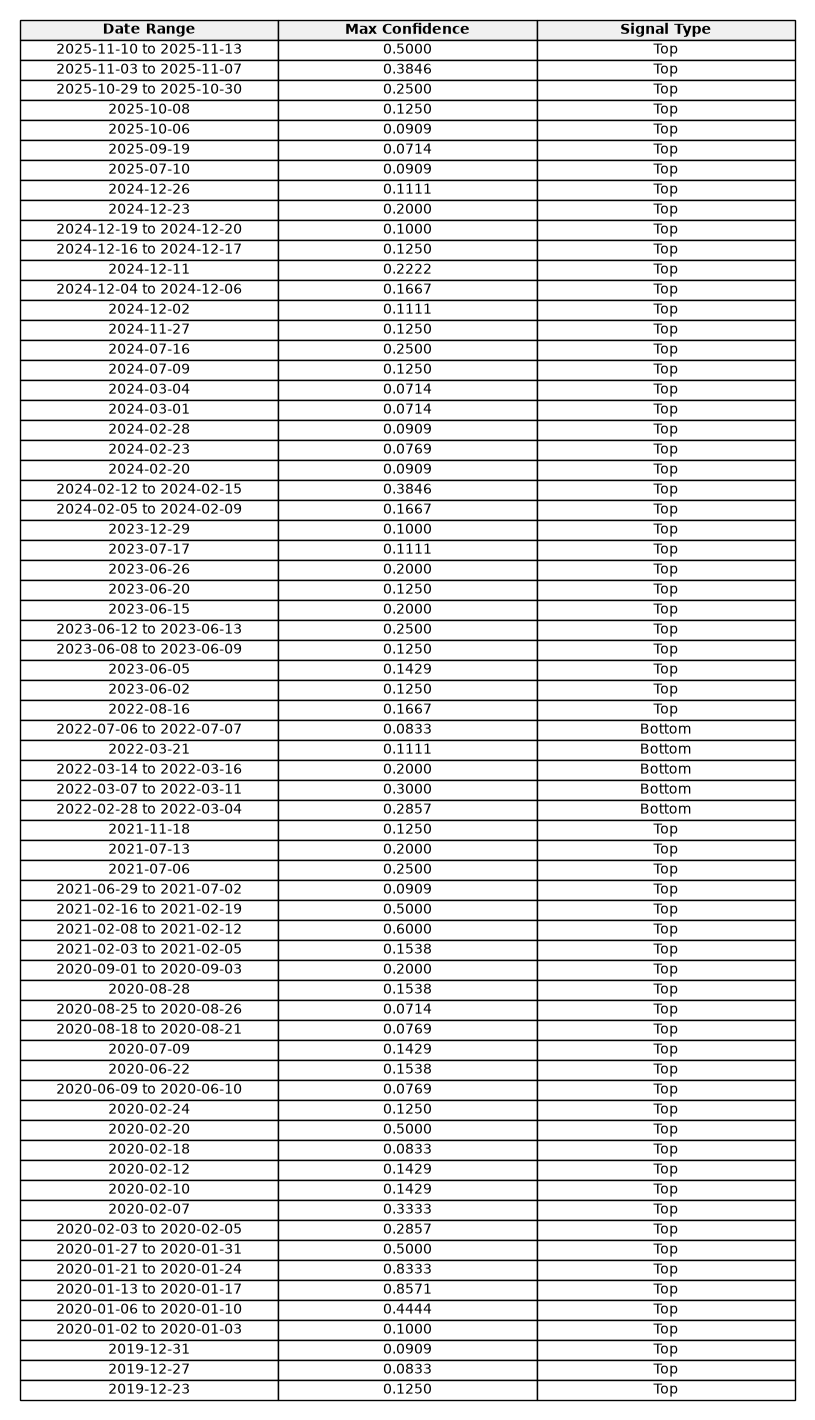 Date Range Max Confidence Signal Type
2025-11-10 to 2025-11-13 0.5000 Top
2025-11-03 to 2025-11-07 0.3846 Top
2025-10-29 to 2025-10-30 0.2500 Top
2025-10-08 0.1250 Top
2025-10-06 0.0909 Top
2025-09-19 0.0714 Top
2025-07-10 0.0909 Top
2024-12-26 0.1111 Top
2024-12-23 0.2000 Top
2024-12-19 to 2024-12-20 0.1000 Top
2024-12-16 to 2024-12-17 0.1250 Top
2024-12-11 0.2222 Top
2024-12-04 to 2024-12-06 0.1667 Top
2024-12-02 0.1111 Top
2024-11-27 0.1250 Top
2024-07-16 0.2500 Top
2024-07-09 0.1250 Top
2024-03-04 0.0714 Top
2024-03-01 0.0714 Top
2024-02-28 0.0909 Top
2024-02-23 0.0769 Top
2024-02-20 0.0909 Top
2024-02-12 to 2024-02-15 0.3846 Top
2024-02-05 to 2024-02-09 0.1667 Top
2023-12-29 0.1000 Top
2023-07-17 0.1111 Top
2023-06-26 0.2000 Top
2023-06-20 0.1250 Top
2023-06-15 0.2000 Top
2023-06-12 to 2023-06-13 0.2500 Top
2023-06-08 to 2023-06-09 0.1250 Top
2023-06-05 0.1429 Top
2023-06-02 0.1250 Top
2022-08-16 0.1667 Top
2022-07-06 to 2022-07-07 0.0833 Bottom
2022-03-21 0.1111 Bottom
2022-03-14 to 2022-03-16 0.2000 Bottom
2022-03-07 to 2022-03-11 0.3000 Bottom
2022-02-28 to 2022-03-04 0.2857 Bottom
2021-11-18 0.1250 Top
2021-07-13 0.2000 Top
2021-07-06 0.2500 Top
2021-06-29 to 2021-07-02 0.0909 Top
2021-02-16 to 2021-02-19 0.5000 Top
2021-02-08 to 2021-02-12 0.6000 Top
2021-02-03 to 2021-02-05 0.1538 Top
2020-09-01 to 2020-09-03 0.2000 Top
2020-08-28 0.1538 Top
2020-08-25 to 2020-08-26 0.0714 Top
2020-08-18 to 2020-08-21 0.0769 Top
2020-07-09 0.1429 Top
2020-06-22 0.1538 Top
2020-06-09 to 2020-06-10 0.0769 Top
2020-02-24 0.1250 Top
2020-02-20 0.5000 Top
2020-02-18 0.0833 Top
2020-02-12 0.1429 Top
2020-02-10 0.1429 Top
2020-02-07 0.3333 Top
2020-02-03 to 2020-02-05 0.2857 Top
2020-01-27 to 2020-01-31 0.5000 Top
2020-01-21 to 2020-01-24 0.8333 Top
2020-01-13 to 2020-01-17 0.8571 Top
2020-01-06 to 2020-01-10 0.4444 Top
2020-01-02 to 2020-01-03 0.1000 Top
2019-12-31 0.0909 Top
2019-12-27 0.0833 Top
2019-12-23 0.1250 Top